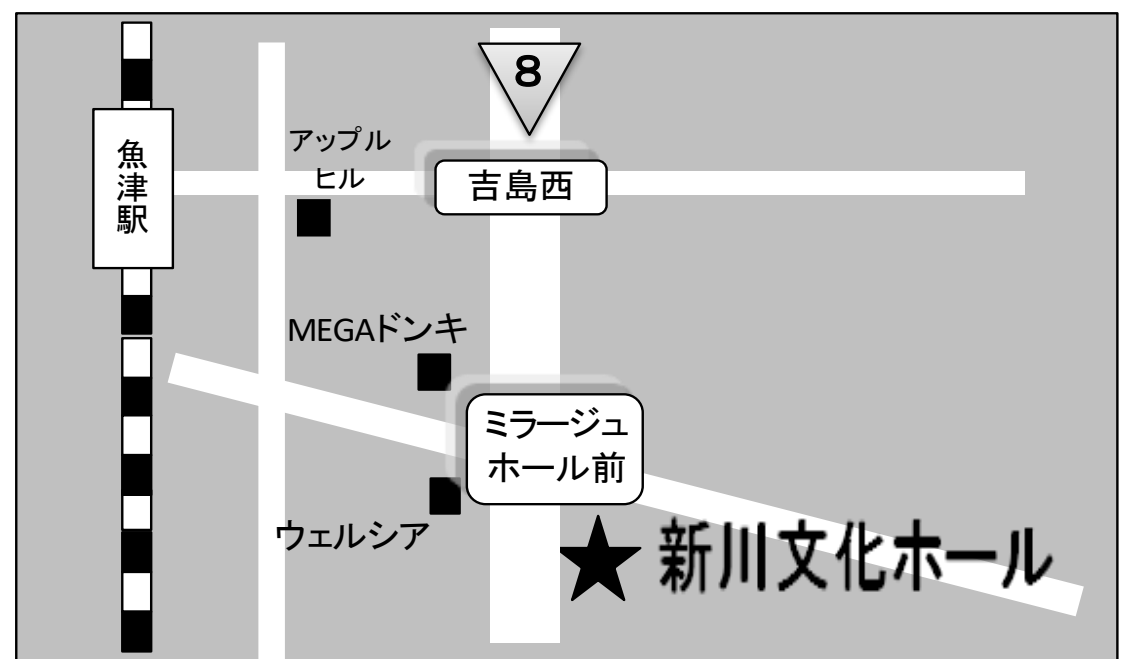 8
魚津駅
アップル
ヒル
吉島西
MEGAドンキ
ミラージュ
ホール前
ウェルシア
新川文化ホール